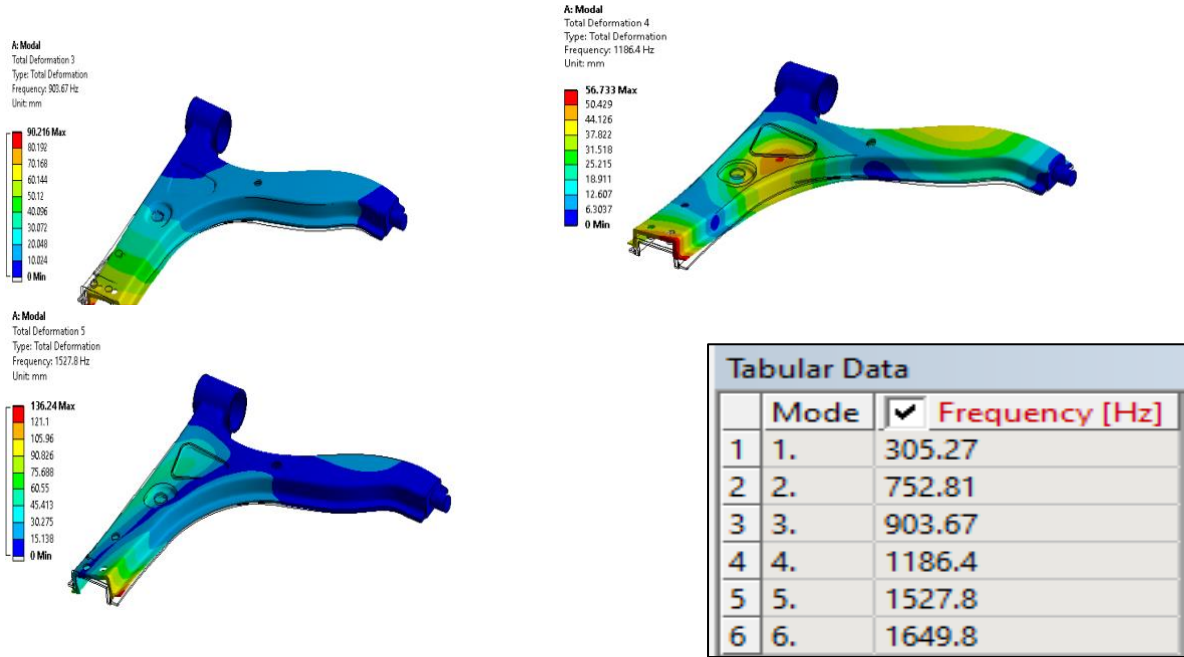 A: Modal
Total Deformation 3
Type: Total Deformation
Frequency: 903.67 Hz
Unit: mm
90.216 Max
80.192
70.168
60.144
50.12
40.096
30.072
20.048
10.024
0 Min
A: Modal
Total Deformation 4
Type: Total Deformation
Frequency: 1186.4 Hz
Unit: mm
56.733 Max
50.429
44.126
37.822
31.518
25.215
18.911
12.607
6.3037
0 Min
A: Modal
Total Deformation 5
Type: Total Deformation
Frequency: 1527.8 Hz
Unit: mm
136.24 Max
121.1
105.96
90.826
75.688
60.55
45.413
30.275
15.138
0 Min
Tabular Data
Mode Frequency [Hz]
1 1. 305.27
2 2. 752.81
3 3. 903.67
4 4. 1186.4
5 5. 1527.8
6 6. 1649.8